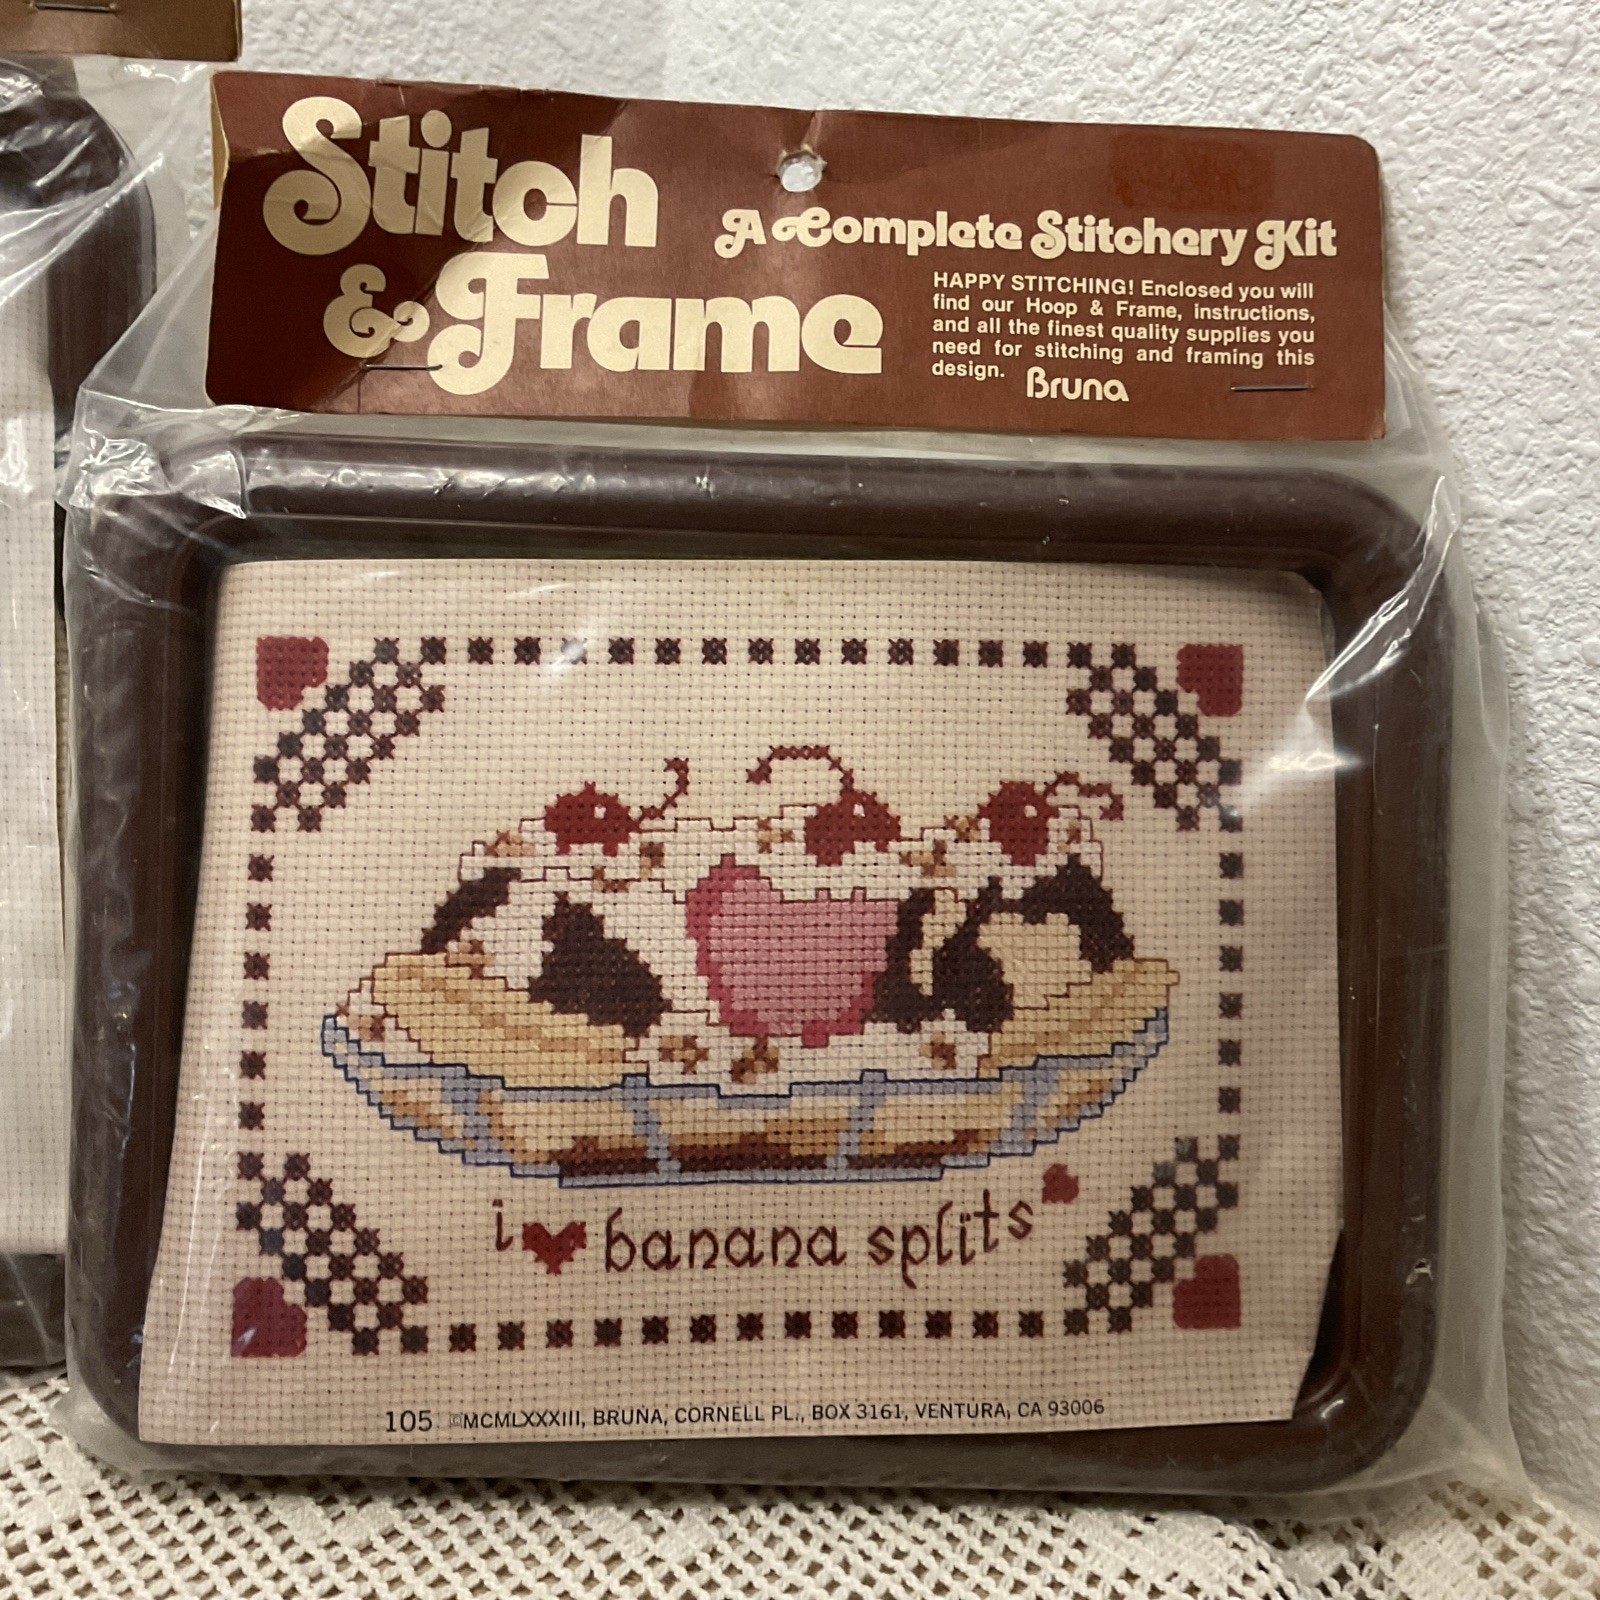 Stitch
& Frame
A Complete Stitchery Kit
HAPPY STITCHING! Enclosed you will
find our Hoop & Frame, instructions,
and all the finest quality supplies you
need for stitching and framing this
design. Bruna
i ♥ banana splits
105 ©MCMLXXXIII, BRUNA, CORNELL PL., BOX 3161, VENTURA, CA 93006